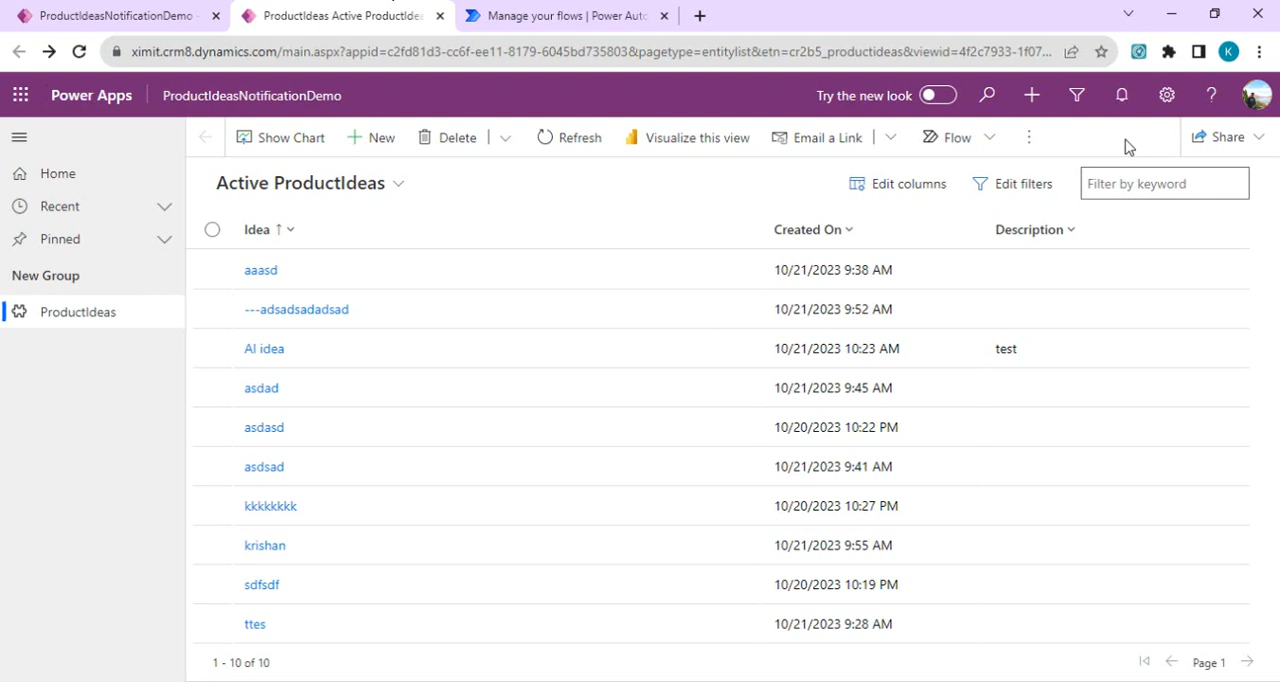 ProductIdeasNotificationDemo - 
ProductIdeas Active ProductIdea
Manage your flows | Power Auto
ximit.crm8.dynamics.com/main.aspx?appid=c2fd81d3-cc6f-ee11-8179-6045bd735803&pagetype=entitylist&etn=cr2b5_productideas&viewid=4f2c7933-1f07...
K
Power Apps
ProductIdeasNotificationDemo
Try the new look
Show Chart
New
Delete
Refresh
Visualize this view
Email a Link
Flow
Share
Home
Recent
Pinned
New Group
ProductIdeas
Active ProductIdeas
Edit columns
Edit filters
Filter by keyword
Idea ↑ Created On Description
aaasd 10/21/2023 9:38 AM
---adsadsadadsad 10/21/2023 9:52 AM
AI idea 10/21/2023 10:23 AM test
asdad 10/21/2023 9:45 AM
asdasd 10/20/2023 10:22 PM
asdsad 10/21/2023 9:41 AM
kkkkkkkk 10/20/2023 10:27 PM
krishan 10/21/2023 9:55 AM
sdfsdf 10/20/2023 10:19 PM
ttes 10/21/2023 9:28 AM
1 - 10 of 10
Page 1